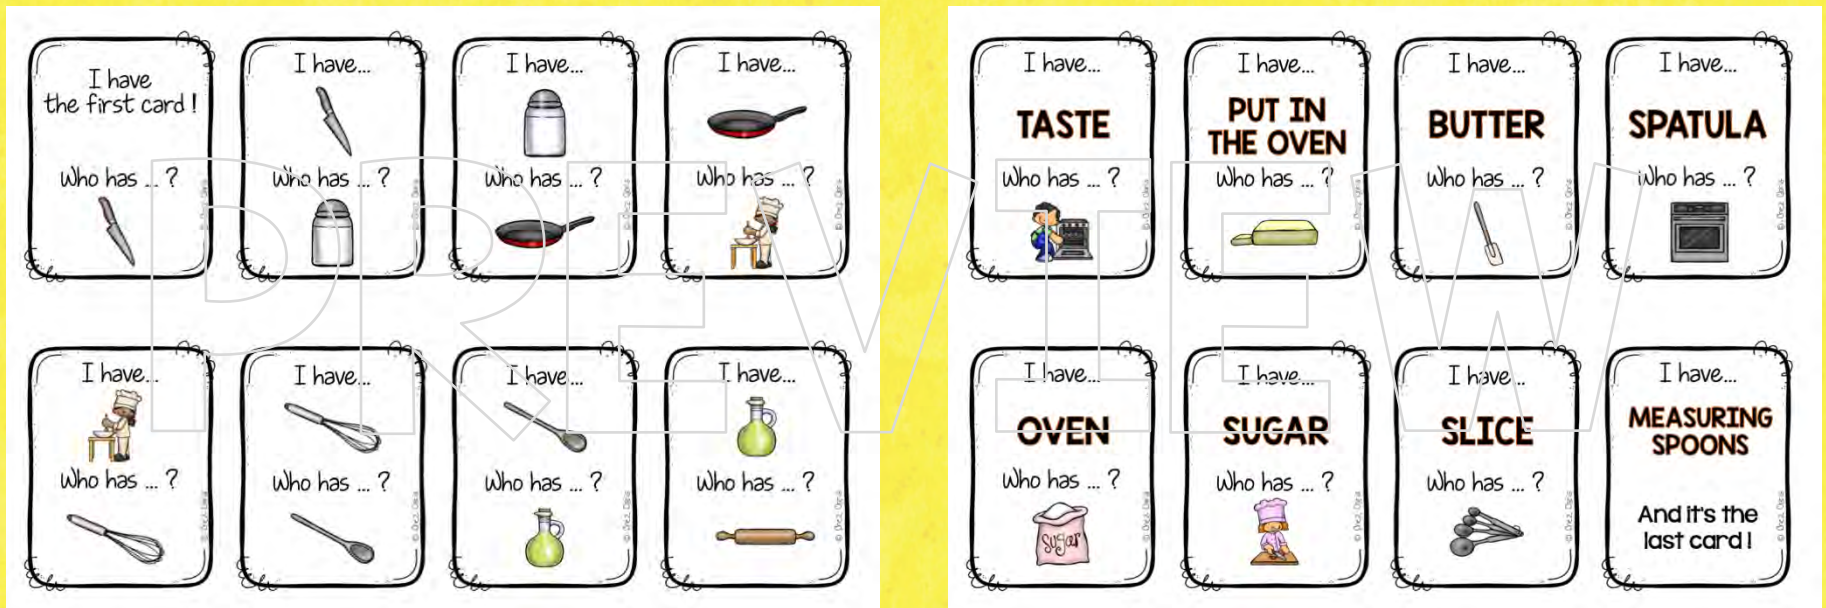 I have
the first card !
Who has ... ?
I have...
Who has ... ?
I have...
Who has ... ?
I have...
Who has ... ?
I have...
Who has ... ?
I have...
Who has ... ?
I have...
Who has ... ?
I have...
Who has ... ?
I have...
TASTE
Who has ... ?
I have...
PUT IN
THE OVEN
Who has ... ?
I have...
BUTTER
Who has ... ?
I have...
SPATULA
Who has ... ?
I have...
OVEN
Who has ... ?
sugar
I have...
SUGAR
Who has ... ?
I have...
SLICE
Who has ... ?
I have...
MEASURING
SPOONS
And it's the
last card !
PREVIEW